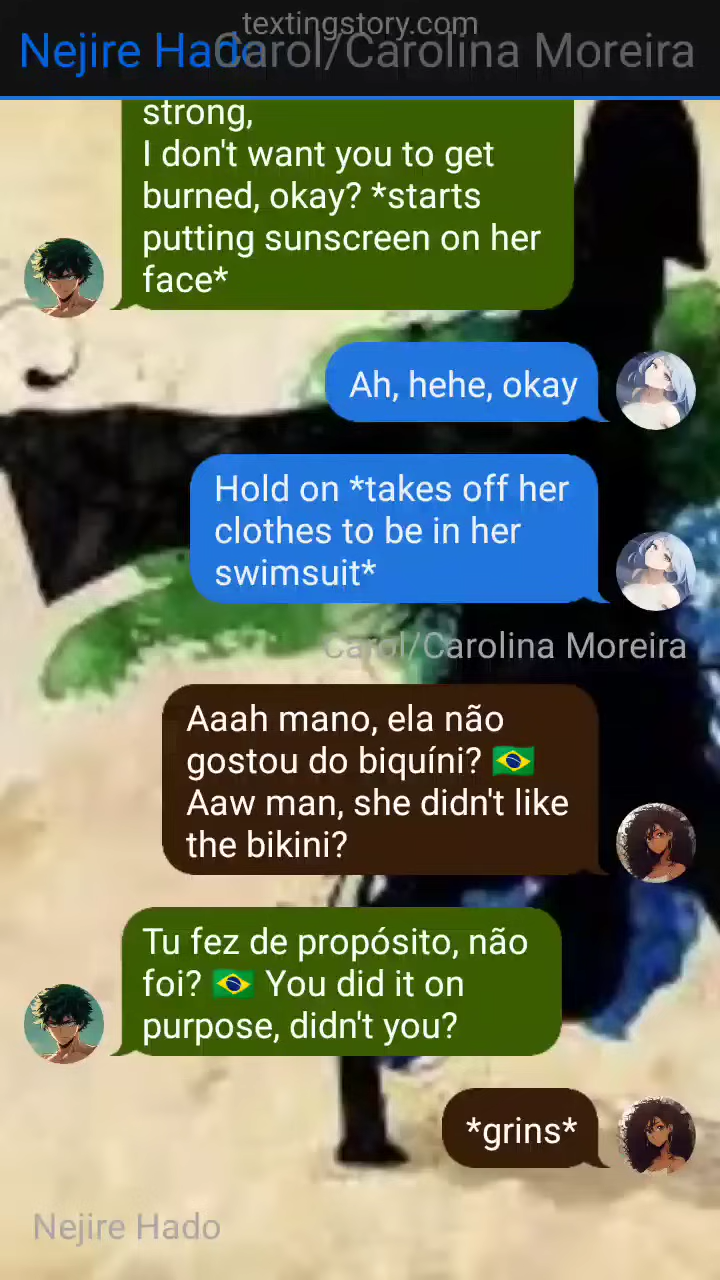 textingstory.com
Nejire Hado
Carol/Carolina Moreira
strong,
I don't want you to get
burned, okay? *starts
putting sunscreen on her
face*
Ah, hehe, okay
Hold on *takes off her
clothes to be in her
swimsuit*
Carol/Carolina Moreira
Aaah mano, ela não
gostou do biquíni? 🇧🇷
Aaw man, she didn't like
the bikini?
Tu fez de propósito, não
foi? 🇧🇷 You did it on
purpose, didn't you?
*grins*
Nejire Hado